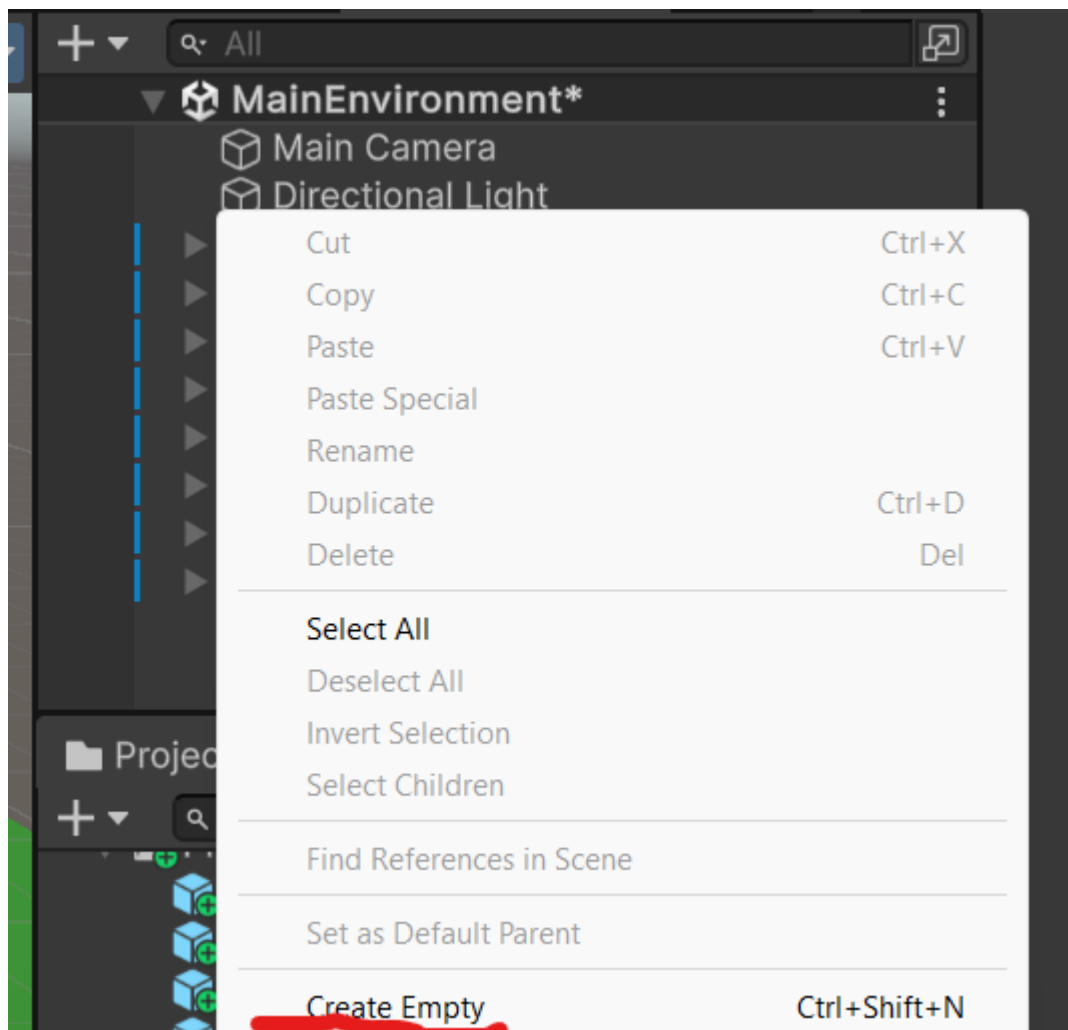 All
MainEnvironment*
Main Camera
Directional Light
Cut Ctrl+X
Copy Ctrl+C
Paste Ctrl+V
Paste Special
Rename
Duplicate Ctrl+D
Delete Del
Select All
Deselect All
Invert Selection
Select Children
Projec
Find References in Scene
Set as Default Parent
Create Empty Ctrl+Shift+N